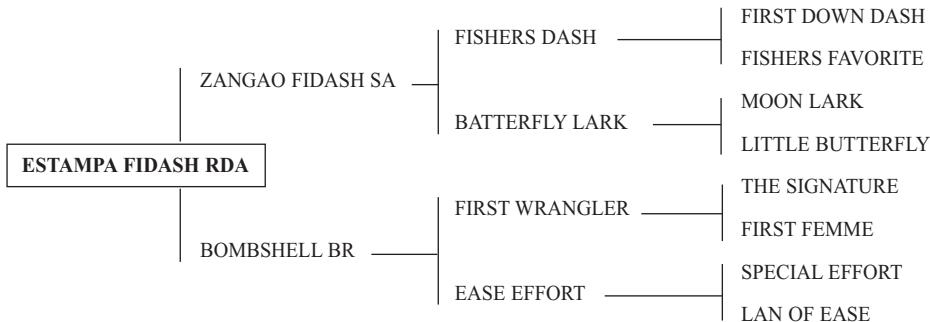 FIRST DOWN DASH
FISHERS DASH
FISHERS FAVORITE
ZANGAO FIDASH SA
MOON LARK
BATTERFLY LARK
LITTLE BUTTERFLY
ESTAMPA FIDASH RDA
THE SIGNATURE
FIRST WRANGLER
FIRST FEMME
BOMBSHELL BR
SPECIAL EFFORT
EASE EFFORT
LAN OF EASE